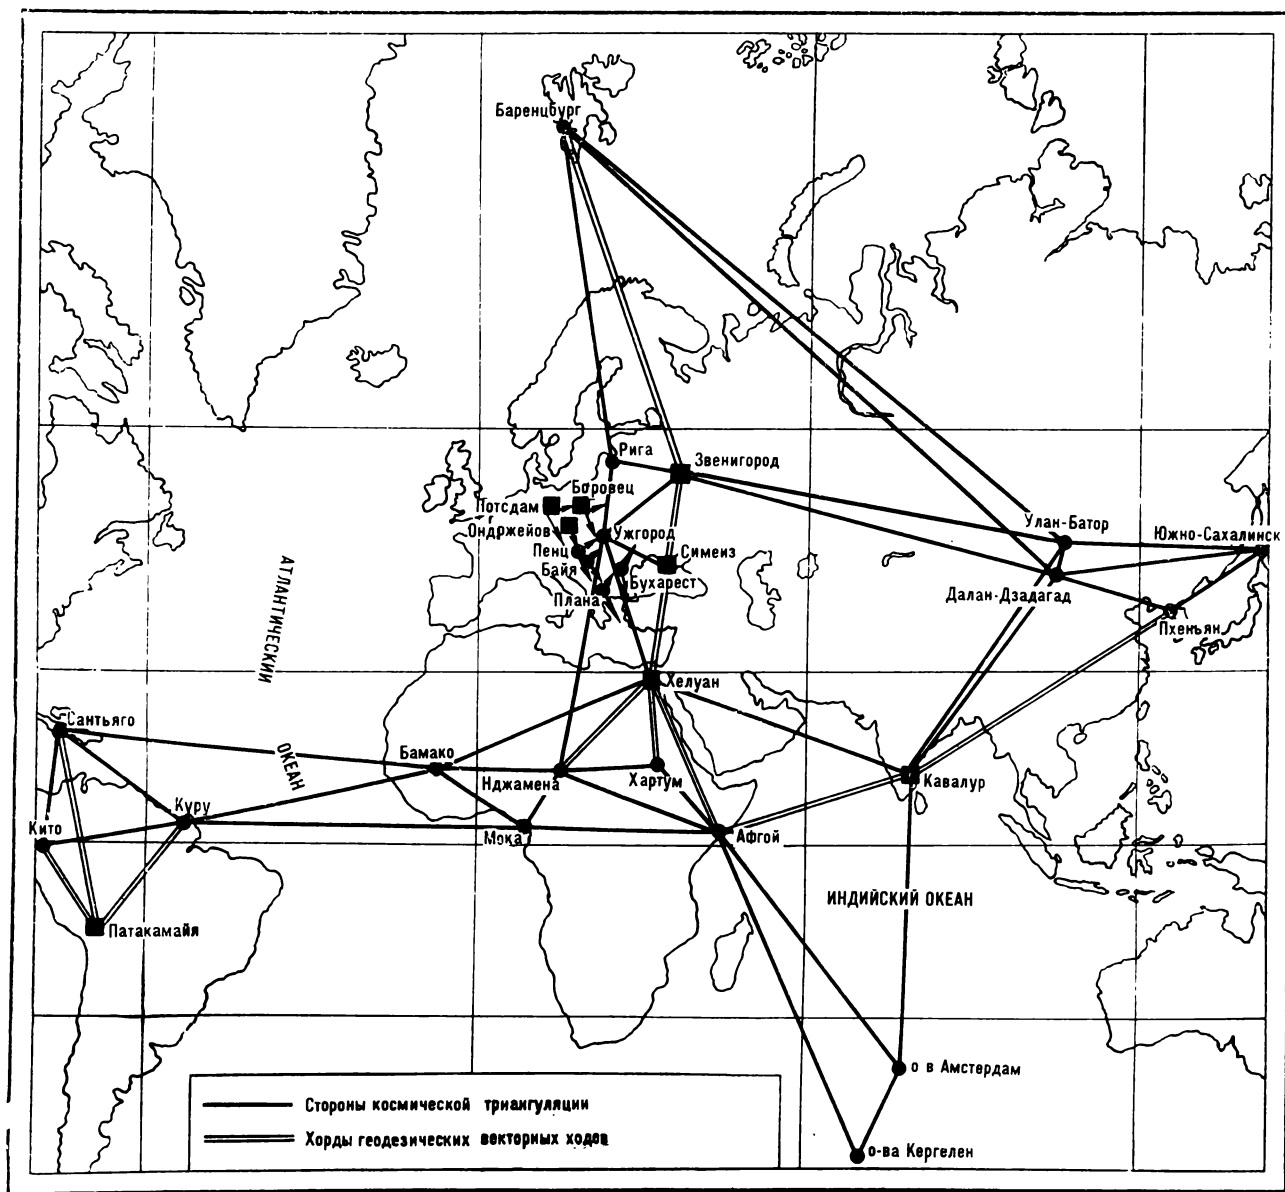 Баренцбург
Рига
Звенигород
Боровец
Потсдам
Ондржейов
Ужгород
Улан-Батор
Южно-Сахалинск
Пенц
Симеиз
Байя
Бухарест
Плана
Далан-Дзадагад
Пхеньян
АТЛАНТИЧЕСКИЙ
ОКЕАН
Хелуан
Сантьяго
Бамако
Нджамена
Хартум
Кавалур
Куру
Кито
Мока
Афгой
ИНДИЙСКИЙ ОКЕАН
Патакамайя
о в Амстердам
Стороны космической триангуляции
Хорды геодезических векторных ходов
о-ва Кергелен